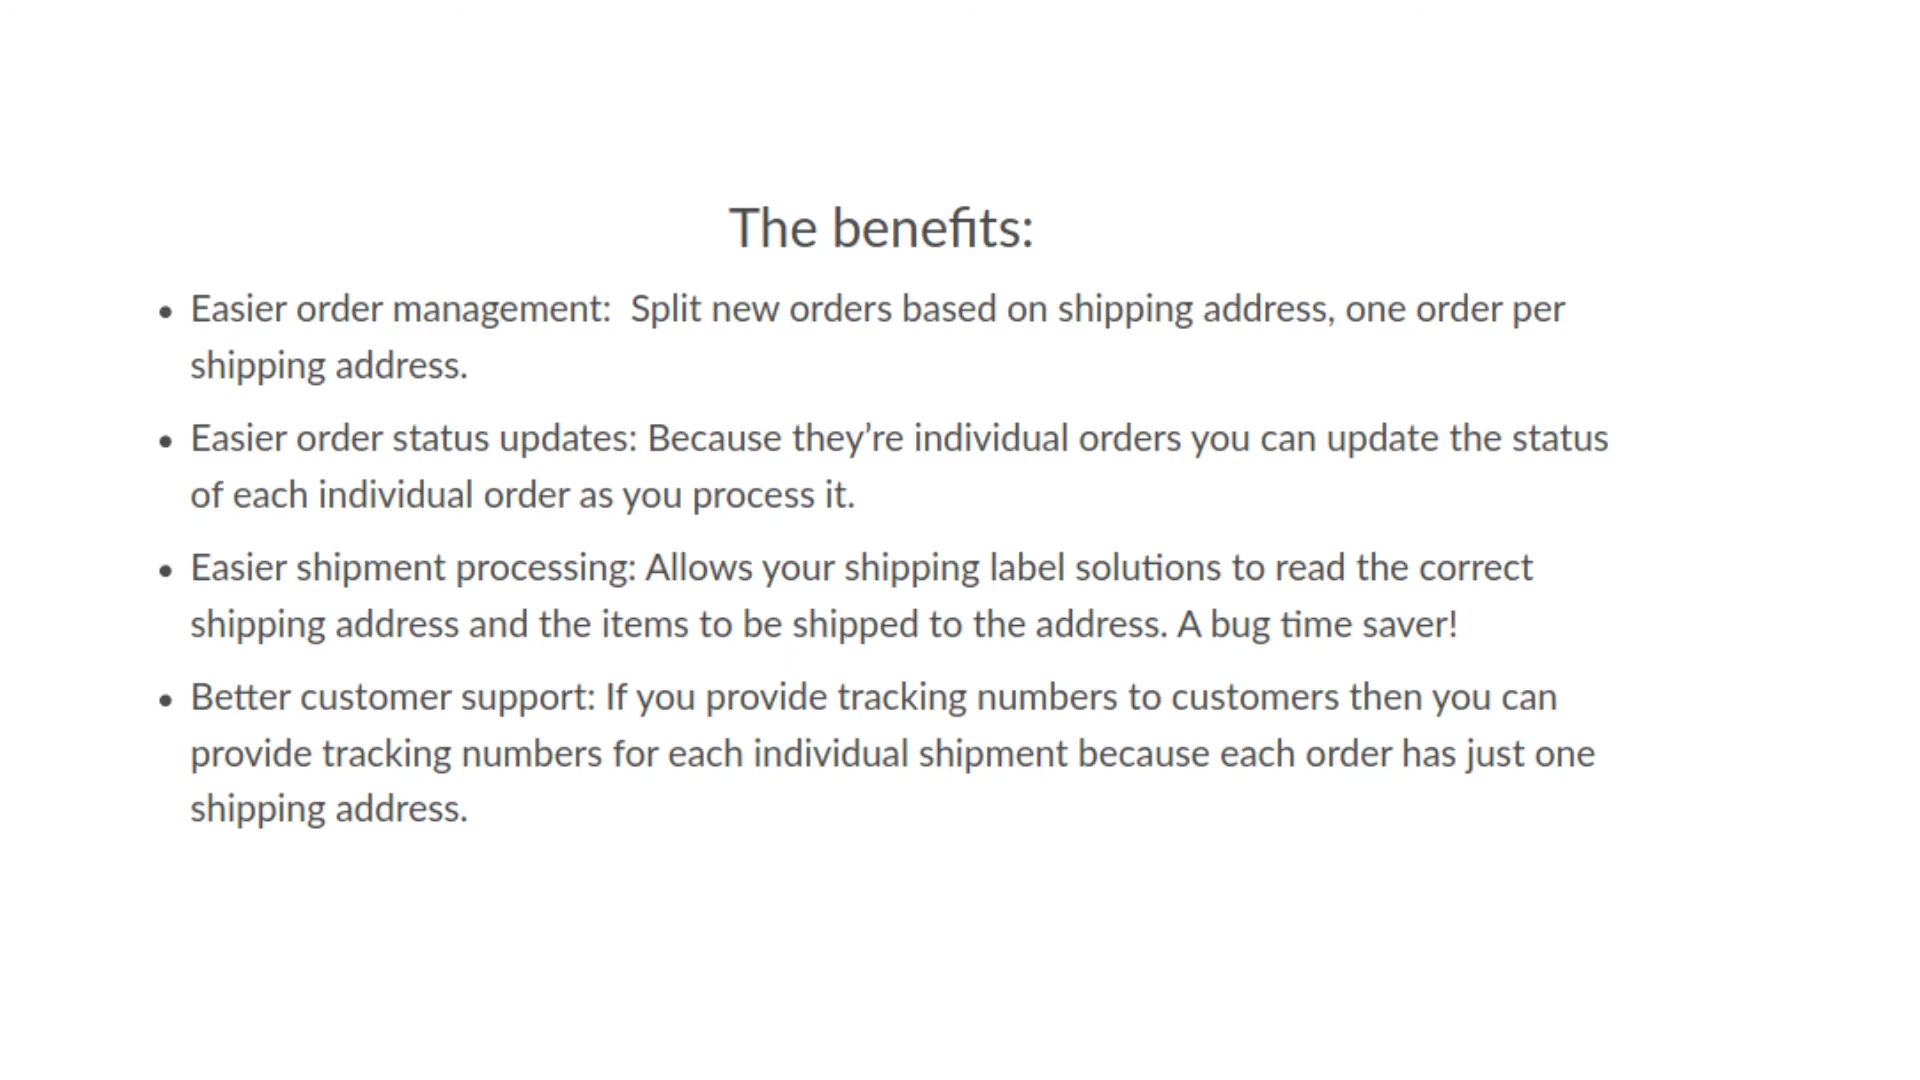 The benefits:
• Easier order management:  Split new orders based on shipping address, one order per
shipping address.
• Easier order status updates: Because they’re individual orders you can update the status
of each individual order as you process it.
• Easier shipment processing: Allows your shipping label solutions to read the correct
shipping address and the items to be shipped to the address. A bug time saver!
• Better customer support: If you provide tracking numbers to customers then you can
provide tracking numbers for each individual shipment because each order has just one
shipping address.